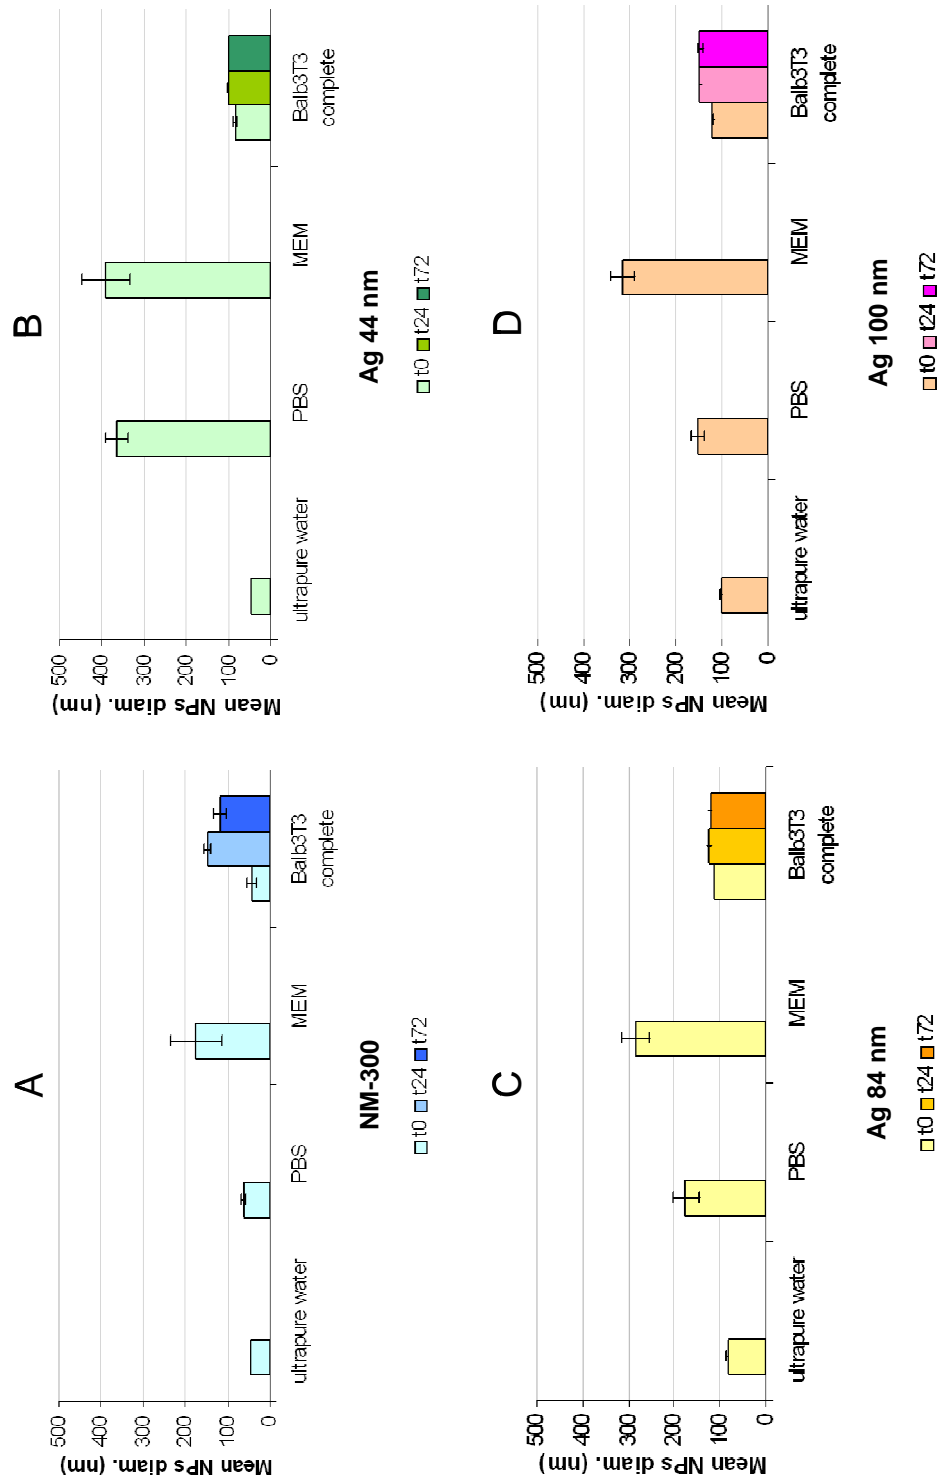 A
Mean NPs diam. (nm)
500
400
300
200
100
0
ultrapure water
PBS
MEM
Balb3T3 complete
NM-300
t0 t24 t72
B
Mean NPs diam. (nm)
500
400
300
200
100
0
ultrapure water
PBS
MEM
Balb3T3 complete
Ag 44 nm
t0 t24 t72
C
Mean NPs diam. (nm)
500
400
300
200
100
0
ultrapure water
PBS
MEM
Balb3T3 complete
Ag 84 nm
t0 t24 t72
D
Mean NPs diam. (nm)
500
400
300
200
100
0
ultrapure water
PBS
MEM
Balb3T3 complete
Ag 100 nm
t0 t24 t72